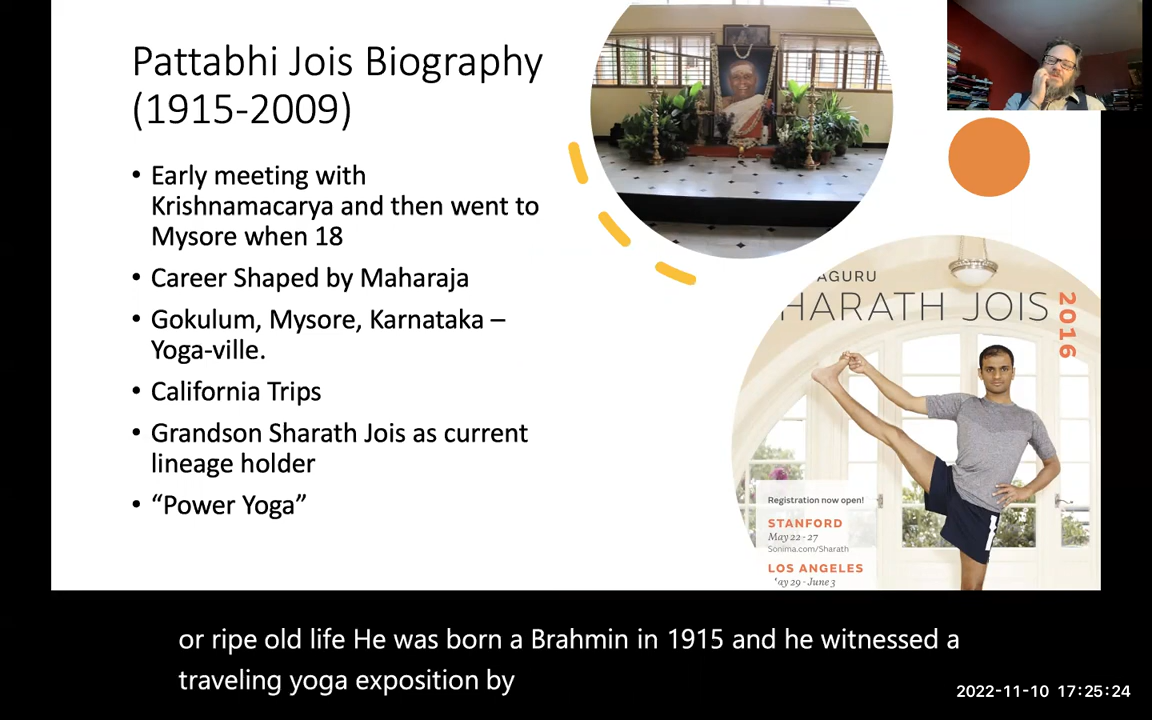 Pattabhi Jois Biography
(1915-2009)
• Early meeting with
Krishnamacarya and then went to
Mysore when 18
• Career Shaped by Maharaja
• Gokulum, Mysore, Karnataka –
Yoga-ville.
• California Trips
• Grandson Sharath Jois as current
lineage holder
• “Power Yoga”
AGURU
HARATH JOIS
2016
Registration now open!
STANFORD
May 22 - 27
Sonima.com/Sharath
LOS ANGELES
ay 29 - June 3
or ripe old life He was born a Brahmin in 1915 and he witnessed a
traveling yoga exposition by
2022-11-10 17:25:24